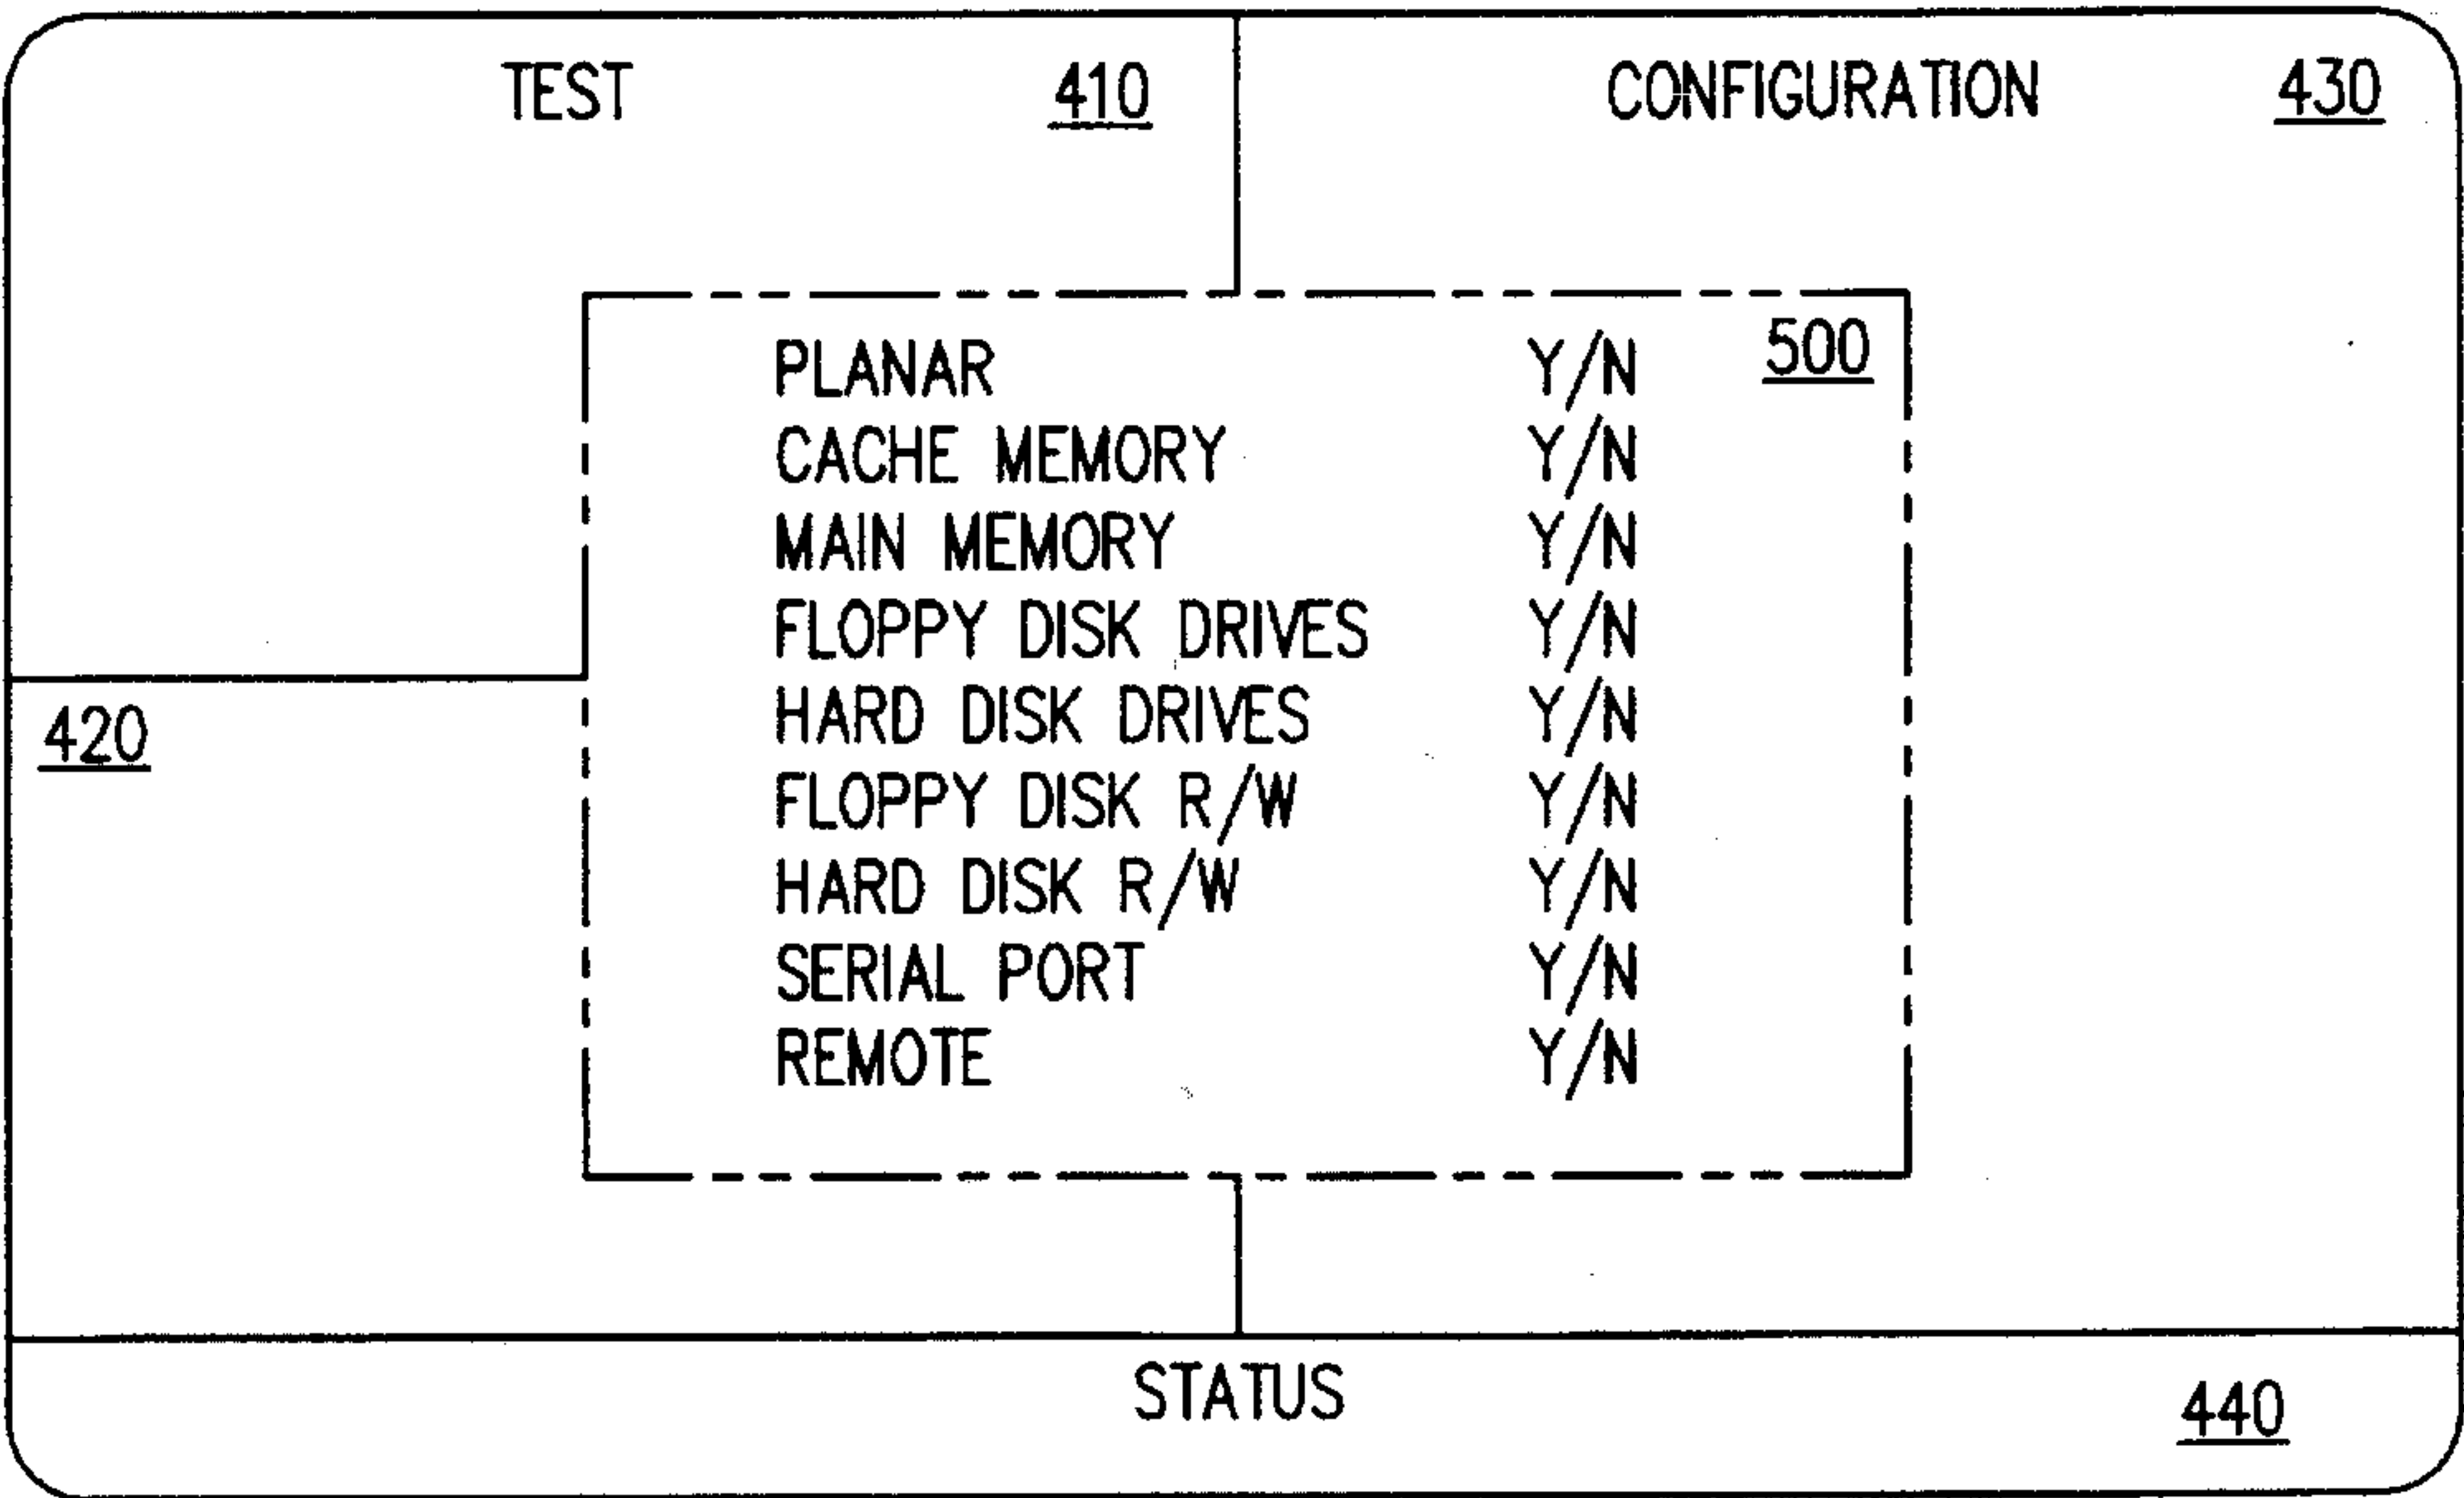 TEST 410 CONFIGURATION 430
500
PLANAR Y/N
CACHE MEMORY Y/N
MAIN MEMORY Y/N
FLOPPY DISK DRIVES Y/N
HARD DISK DRIVES Y/N
420
FLOPPY DISK R/W Y/N
HARD DISK R/W Y/N
SERIAL PORT Y/N
REMOTE Y/N
STATUS 440